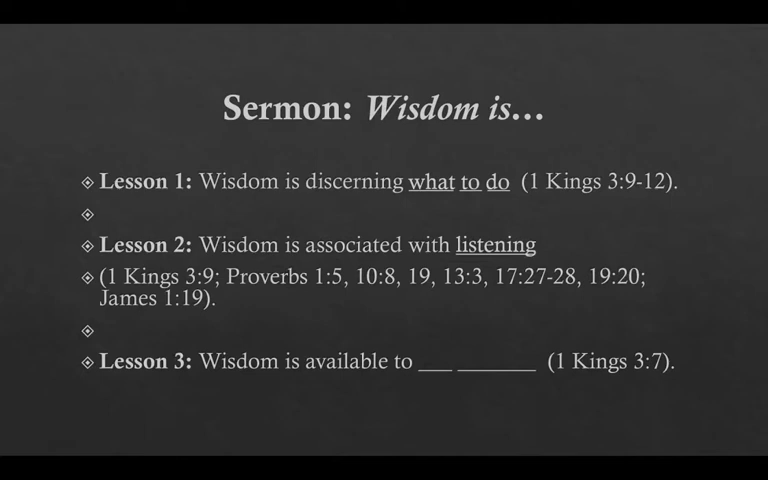 Sermon: Wisdom is…
Lesson 1: Wisdom is discerning what to do (1 Kings 3:9-12).
Lesson 2: Wisdom is associated with listening
(1 Kings 3:9; Proverbs 1:5, 10:8, 19, 13:3, 17:27-28, 19:20;
James 1:19).
Lesson 3: Wisdom is available to ___ _______ (1 Kings 3:7).